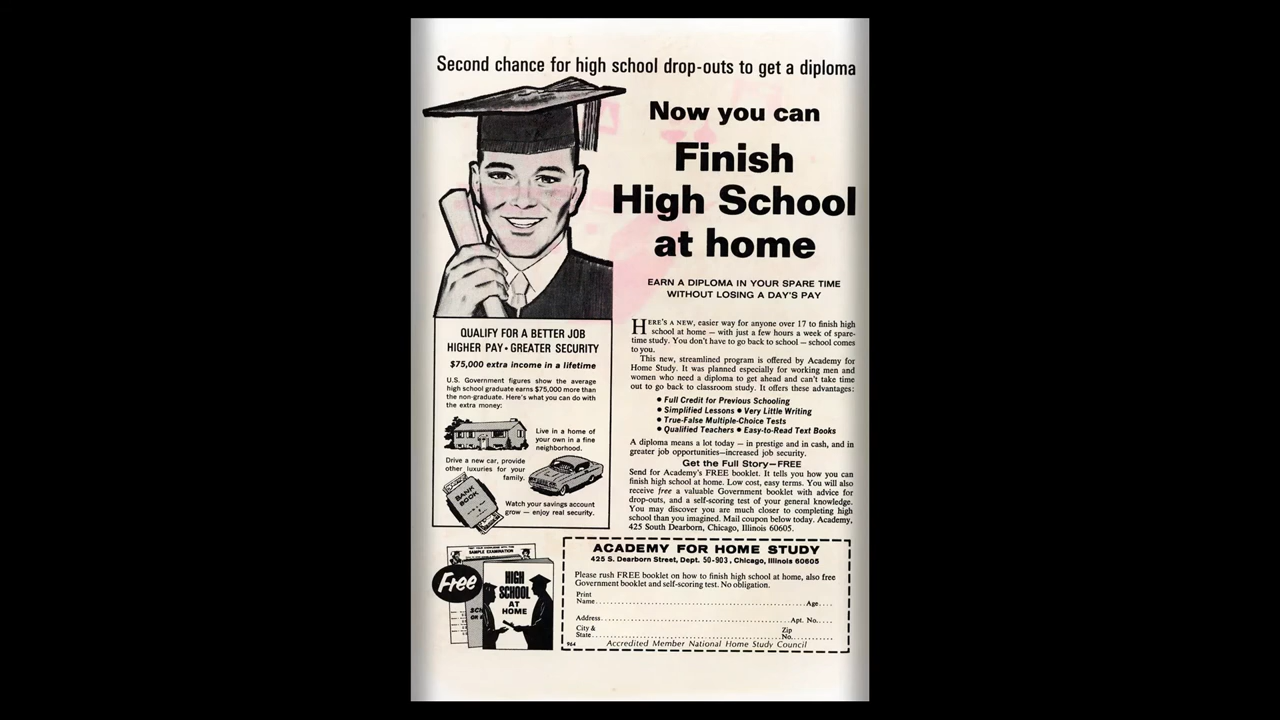 Second chance for high school drop-outs to get a diploma
Now you can
Finish
High School
at home
EARN A DIPLOMA IN YOUR SPARE TIME
WITHOUT LOSING A DAY'S PAY
QUALIFY FOR A BETTER JOB
HIGHER PAY • GREATER SECURITY
$75,000 extra income in a lifetime
U.S. Government figures show the average
high school graduate earns $75,000 more than
the non-graduate. Here's what you can do with
the extra money:
Live in a home of
your own in a fine
neighborhood.
Drive a new car, provide
other luxuries for your
family.
BANK
BOOK
Watch your savings account
grow — enjoy real security.
HERE'S A NEW, easier way for anyone over 17 to finish high
school at home — with just a few hours a week of spare-
time study. You don't have to go back to school — school comes
to you.
This new, streamlined program is offered by Academy for
Home Study. It was planned especially for working men and
women who need a diploma to get ahead and can't take time
out to go back to classroom study. It offers these advantages:
• Full Credit for Previous Schooling
• Simplified Lessons • Very Little Writing
• True-False Multiple-Choice Tests
• Qualified Teachers • Easy-to-Read Text Books
A diploma means a lot today — in prestige and in cash, and in
greater job opportunities—increased job security.
Get the Full Story—FREE
Send for Academy's FREE booklet. It tells you how you can
finish high school at home. Low cost, easy terms. You will also
receive free a valuable Government booklet with advice for
drop-outs, and a self-scoring test of your general knowledge.
You may discover you are much closer to completing high
school than you imagined. Mail coupon below today. Academy,
425 South Dearborn, Chicago, Illinois 60605.
SAMPLE EXAMINATION
Free
HIGH
SCHOOL
AT
HOME
ACADEMY FOR HOME STUDY
425 S. Dearborn Street, Dept. 50-903, Chicago, Illinois 60605
Please rush FREE booklet on how to finish high school at home, also free
Government booklet and self-scoring test. No obligation.
Print
Name Age
Address Apt. No.
City & Zip
State No.
964 Accredited Member National Home Study Council